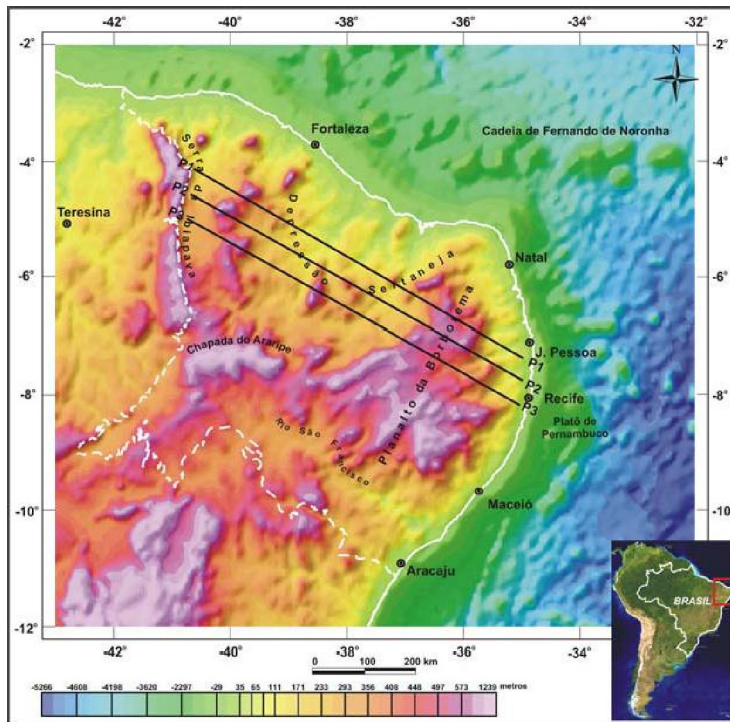 -42° -40° -38° -36° -34° -32°
-2° -2°
N
Fortaleza
Cadeia de Fernando de Noronha
-4° -4°
Serra da Ibiapava
P1
P2
P3
Depressão
Sertaneja
Teresina
Natal
-6° -6°
Chapada do Araripe
Planalto da Borborema
J. Pessoa
P1
P2
Recife
P3
-8° -8°
Platô de
Pernambuco
Rio São Francisco
-10° -10°
Maceió
Aracaju
-12°
-42° -40° -38° -36° -34°
BRASIL
0 100 200 km
-5266 -4608 -4198 -3620 -2297 -29 35 65 111 171 233 293 356 408 448 497 573 1239 metros